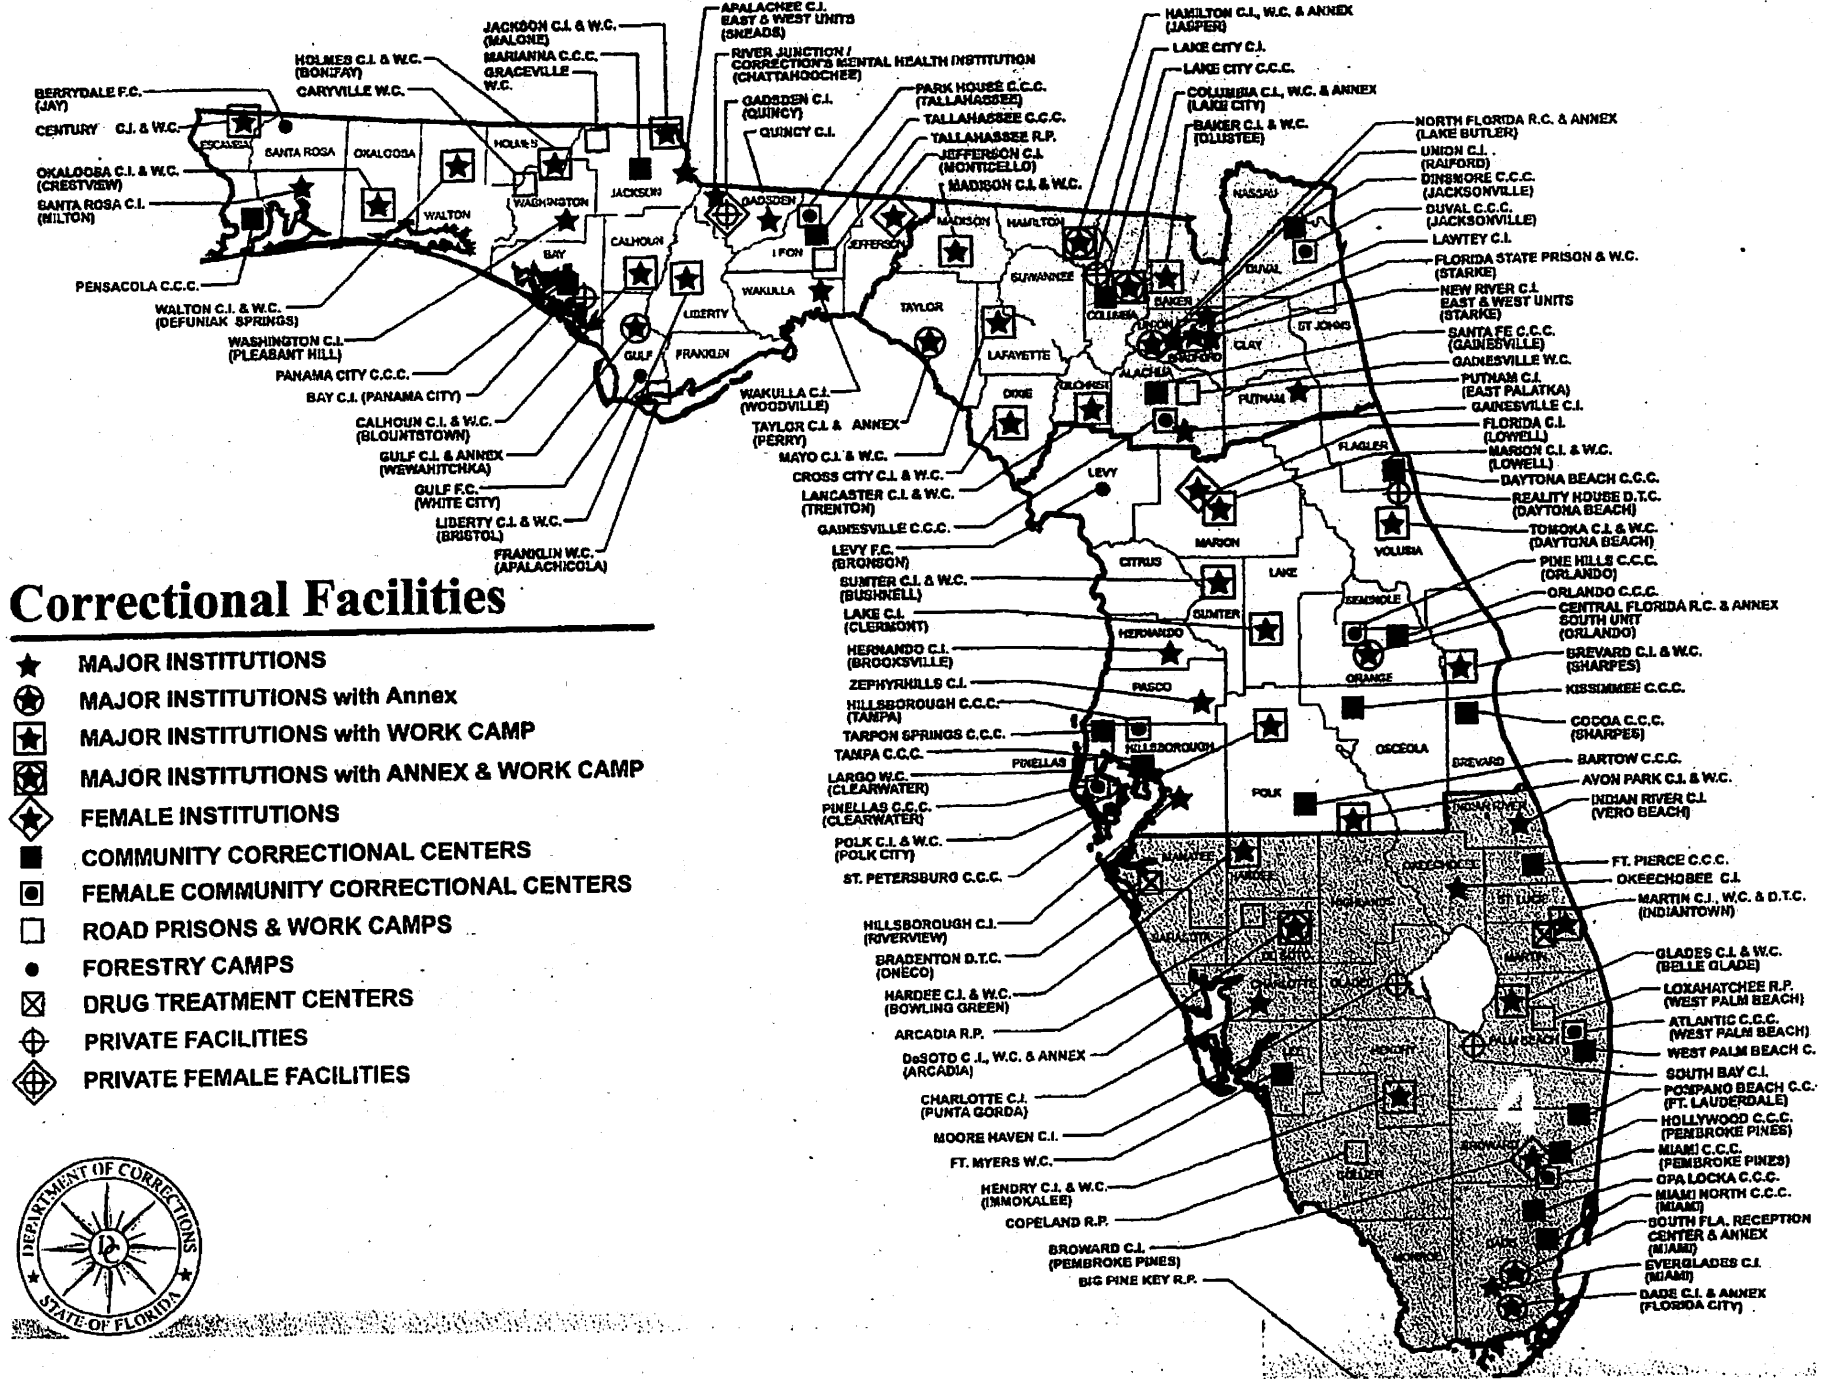 JACKSON C.I. & W.C.
(MALONE)
MARIANNA C.C.C.
GRACEVILLE
W.C.
HOLMES C.I. & W.C.
(BONIFAY)
CARYVILLE W.C.
BERRYDALE F.C.
(JAY)
CENTURY C.I. & W.C.
OKALOOSA C.I. & W.C.
(CRESTVIEW)
SANTA ROSA C.I.
(MILTON)
PENSACOLA C.C.C.
WALTON C.I. & W.C.
(DEFUNIAK SPRINGS)
WASHINGTON C.I.
(PLEASANT HILL)
PANAMA CITY C.C.C.
BAY C.I. (PANAMA CITY)
CALHOUN C.I. & W.C.
(BLOUNTSTOWN)
GULF C.I. & ANNEX
(WEWAHITCHKA)
GULF F.C.
(WHITE CITY)
LIBERTY C.I. & W.C.
(BRISTOL)
FRANKLIN W.C.
(APALACHICOLA)
APALACHEE C.I.
EAST & WEST UNITS
(SNEADS)
RIVER JUNCTION /
CORRECTION'S MENTAL HEALTH INSTITUTION
(CHATTAHOOCHEE)
GADSDEN C.I.
(QUINCY)
QUINCY C.I.
PARK HOUSE C.C.C.
(TALLAHASSEE)
TALLAHASSEE C.C.C.
TALLAHASSEE R.P.
JEFFERSON C.I.
(MONTICELLO)
MADISON C.I. & W.C.
HAMILTON C.I., W.C. & ANNEX
(JASPER)
LAKE CITY C.I.
LAKE CITY C.C.C.
COLUMBIA C.I., W.C. & ANNEX
(LAKE CITY)
BAKER C.I. & W.C.
(OLUSTEE)
NORTH FLORIDA R.C. & ANNEX
(LAKE BUTLER)
UNION C.I.
(RAIFORD)
DINSMORE C.C.C.
(JACKSONVILLE)
DUVAL C.C.C.
(JACKSONVILLE)
LAWTEY C.I.
FLORIDA STATE PRISON & W.C.
(STARKE)
NEW RIVER C.I.
EAST & WEST UNITS
(STARKE)
SANTA FE C.C.C.
(GAINESVILLE)
GAINESVILLE W.C.
PUTNAM C.I.
(EAST PALATKA)
GAINESVILLE C.I.
FLORIDA C.I.
(LOWELL)
MARION C.I. & W.C.
(LOWELL)
DAYTONA BEACH C.C.C.
REALITY HOUSE D.T.C.
(DAYTONA BEACH)
TOMOKA C.I. & W.C.
(DAYTONA BEACH)
PINE HILLS C.C.C.
(ORLANDO)
ORLANDO C.C.C.
CENTRAL FLORIDA R.C. & ANNEX
SOUTH UNIT
(ORLANDO)
BREVARD C.I. & W.C.
(SHARPES)
KISSIMMEE C.C.C.
COCOA C.C.C.
(SHARPES)
BARTOW C.C.C.
AVON PARK C.I. & W.C.
INDIAN RIVER C.I.
(VERO BEACH)
FT. PIERCE C.C.C.
OKEECHOBEE C.I.
MARTIN C.I., W.C. & D.T.C.
(INDIANTOWN)
GLADES C.I. & W.C.
(BELLE GLADE)
LOXAHATCHEE R.P.
(WEST PALM BEACH)
ATLANTIC C.C.C.
(WEST PALM BEACH)
WEST PALM BEACH C.
SOUTH BAY C.I.
POMPANO BEACH C.C.
(FT. LAUDERDALE)
HOLLYWOOD C.C.C.
(PEMBROKE PINES)
MIAMI C.C.C.
(PEMBROKE PINES)
OPA LOCKA C.C.C.
MIAMI NORTH C.C.C.
(MIAMI)
SOUTH FLA. RECEPTION
CENTER & ANNEX
(MIAMI)
EVERGLADES C.I.
(MIAMI)
DADE C.I. & ANNEX
(FLORIDA CITY)
WAKULLA C.I.
(WOODVILLE)
TAYLOR C.I. & ANNEX
(PERRY)
MAYO C.I. & W.C.
CROSS CITY C.I. & W.C.
LANCASTER C.I. & W.C.
(TRENTON)
GAINESVILLE C.C.C.
LEVY F.C.
(BRONSON)
SUMTER C.I. & W.C.
(BUSHNELL)
LAKE C.I.
(CLERMONT)
HERNANDO C.I.
(BROOKSVILLE)
ZEPHYRHILLS C.I.
HILLSBOROUGH C.C.C.
(TAMPA)
TARPON SPRINGS C.C.C.
TAMPA C.C.C.
LARGO W.C.
(CLEARWATER)
PINELLAS C.C.C.
(CLEARWATER)
POLK C.I. & W.C.
(POLK CITY)
ST. PETERSBURG C.C.C.
HILLSBOROUGH C.I.
(RIVERVIEW)
BRADENTON D.T.C.
(ONECO)
HARDEE C.I. & W.C.
(BOWLING GREEN)
ARCADIA R.P.
DeSOTO C.I., W.C. & ANNEX
(ARCADIA)
CHARLOTTE C.I.
(PUNTA GORDA)
MOORE HAVEN C.I.
FT. MYERS W.C.
HENDRY C.I. & W.C.
(IMMOKALEE)
COPELAND R.P.
BROWARD C.I.
(PEMBROKE PINES)
BIG PINE KEY R.P.
ESCAMBIA
SANTA ROSA
OKALOOSA
WALTON
HOLMES
WASHINGTON
JACKSON
BAY
CALHOUN
GULF
LIBERTY
FRANKLIN
GADSDEN
LEON
WAKULLA
JEFFERSON
MADISON
TAYLOR
HAMILTON
SUWANNEE
LAFAYETTE
DIXIE
COLUMBIA
BAKER
UNION
BRADFORD
ALACHUA
GILCHRIST
NASSAU
DUVAL
CLAY
ST JOHNS
PUTNAM
FLAGLER
LEVY
MARION
VOLUSIA
CITRUS
SUMTER
LAKE
SEMINOLE
HERNANDO
PASCO
ORANGE
HILLSBOROUGH
PINELLAS
POLK
OSCEOLA
BREVARD
INDIAN RIVER
MANATEE
HARDEE
HIGHLANDS
OKEECHOBEE
ST LUCIE
SARASOTA
DE SOTO
MARTIN
CHARLOTTE
GLADES
LEE
HENDRY
PALM BEACH
4
BROWARD
COLLIER
MONROE
DADE
Correctional Facilities
MAJOR INSTITUTIONS
MAJOR INSTITUTIONS with Annex
MAJOR INSTITUTIONS with WORK CAMP
MAJOR INSTITUTIONS with ANNEX & WORK CAMP
FEMALE INSTITUTIONS
COMMUNITY CORRECTIONAL CENTERS
FEMALE COMMUNITY CORRECTIONAL CENTERS
ROAD PRISONS & WORK CAMPS
FORESTRY CAMPS
DRUG TREATMENT CENTERS
PRIVATE FACILITIES
PRIVATE FEMALE FACILITIES
DEPARTMENT OF CORRECTIONS
DC
STATE OF FLORIDA